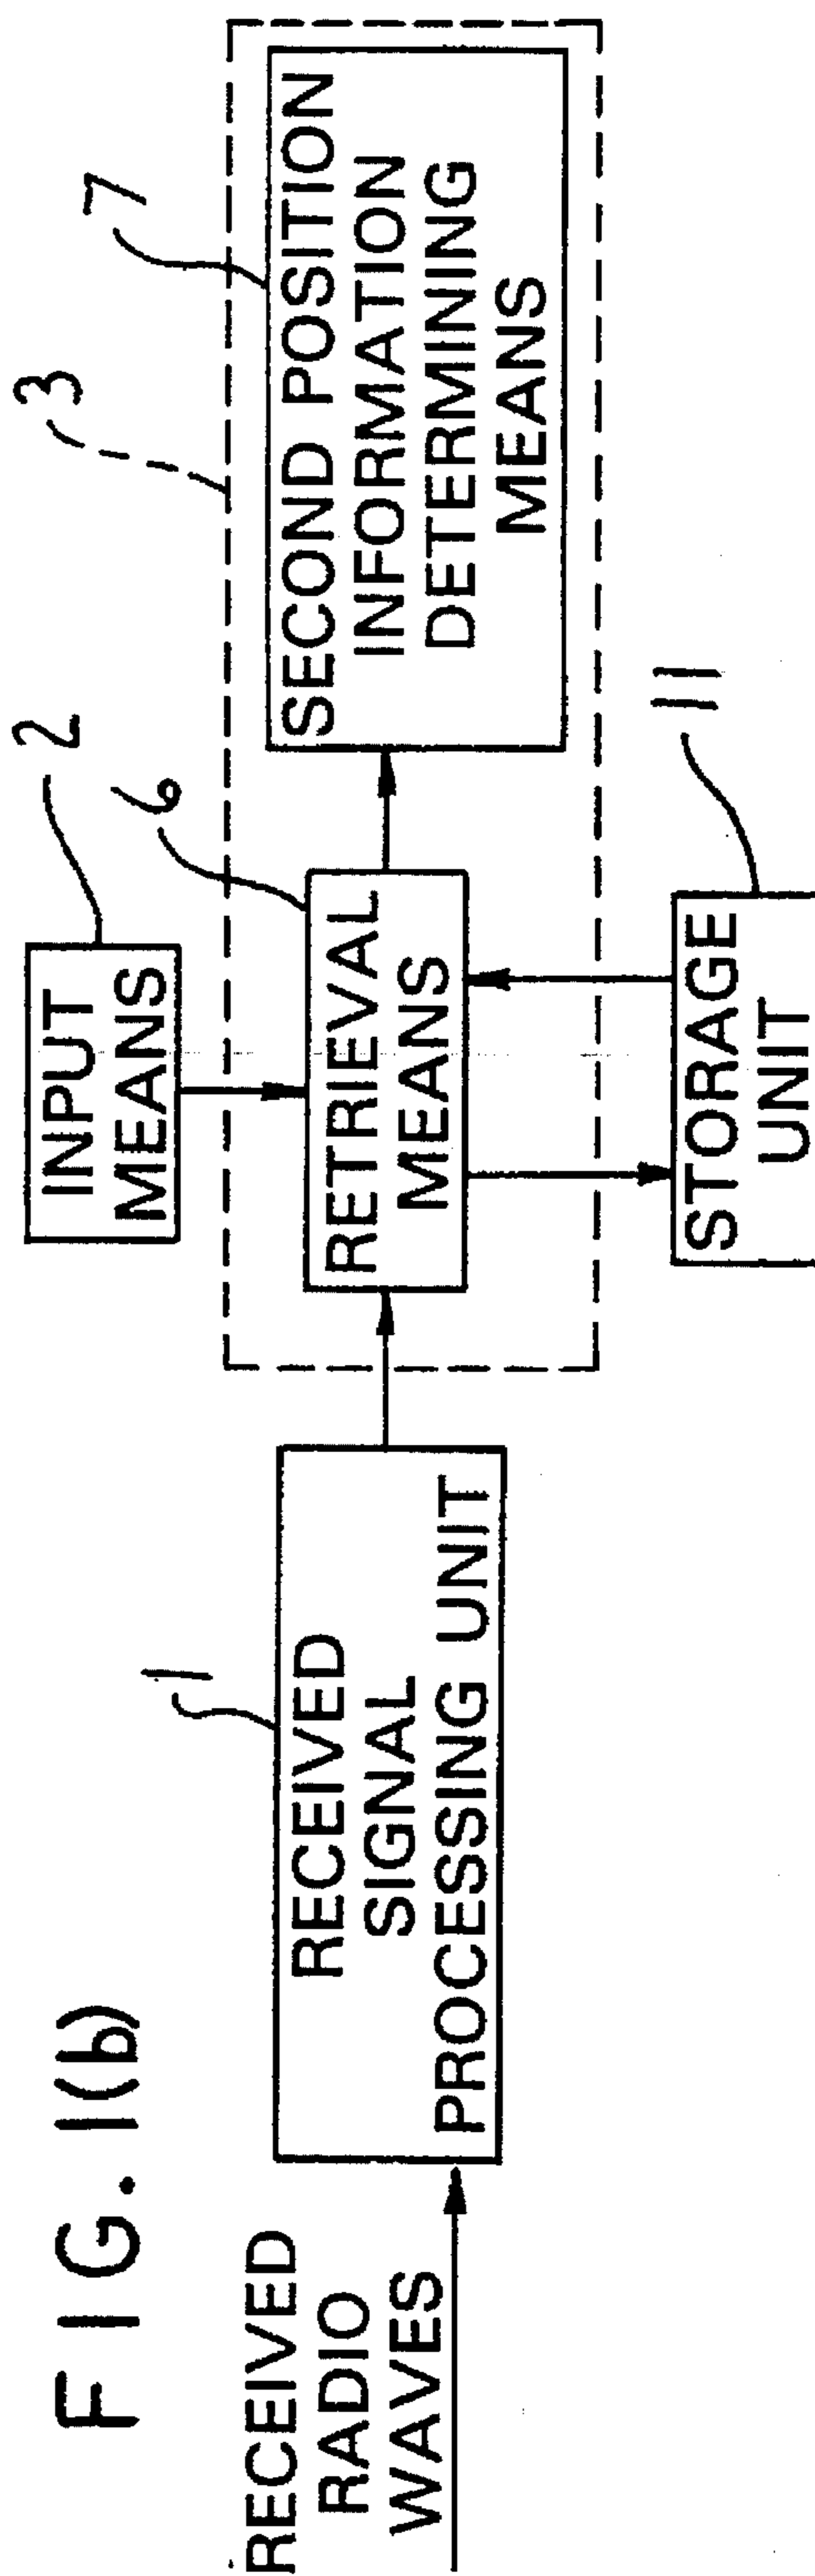 FIG. 1(b)
RECEIVED
RADIO
WAVES
1
RECEIVED
SIGNAL
PROCESSING UNIT
2
INPUT
MEANS
3
6
RETRIEVAL
MEANS
7
SECOND POSITION
INFORMATION
DETERMINING
MEANS
11
STORAGE
UNIT